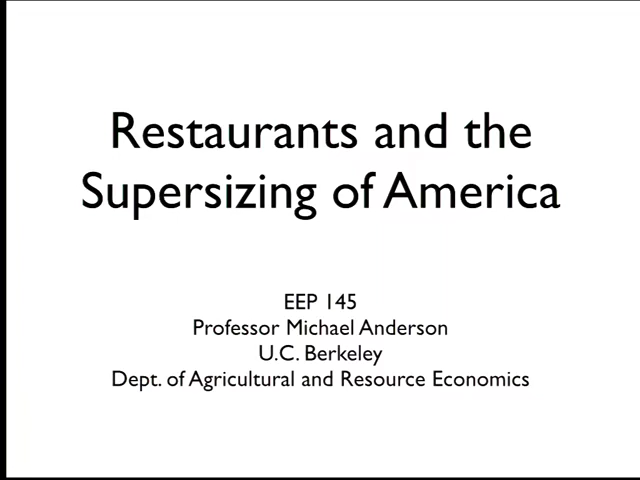 Restaurants and the
Supersizing of America
EEP 145
Professor Michael Anderson
U.C. Berkeley
Dept. of Agricultural and Resource Economics